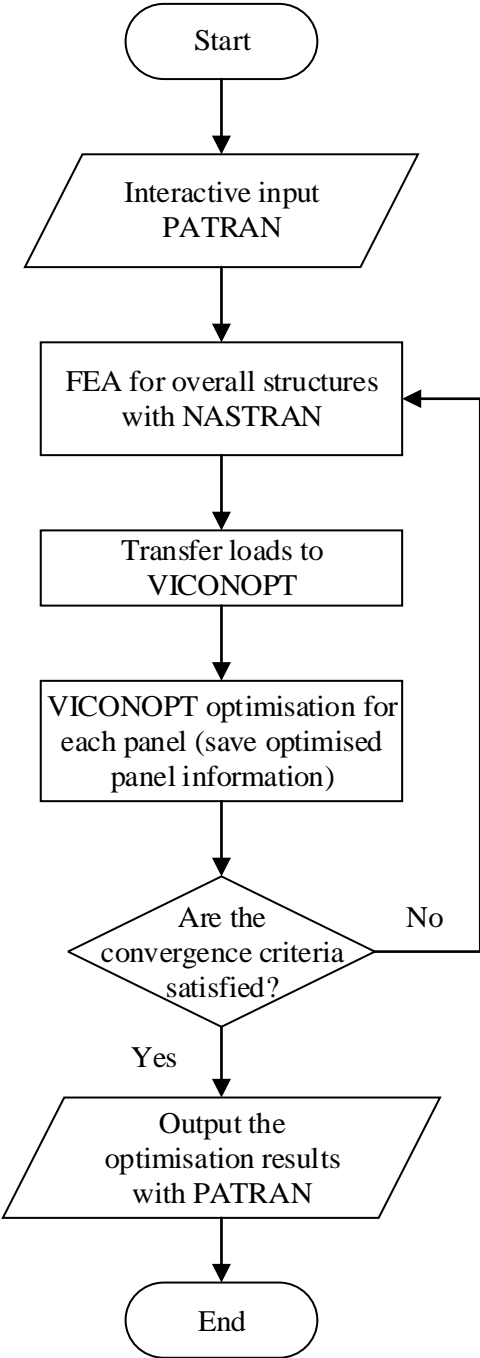 Start
Interactive input
PATRAN
FEA for overall structures
with NASTRAN
Transfer loads to
VICONOPT
VICONOPT optimisation for
each panel (save optimised
panel information)
Are the
convergence criteria
satisfied?
No
Yes
Output the
optimisation results
with PATRAN
End